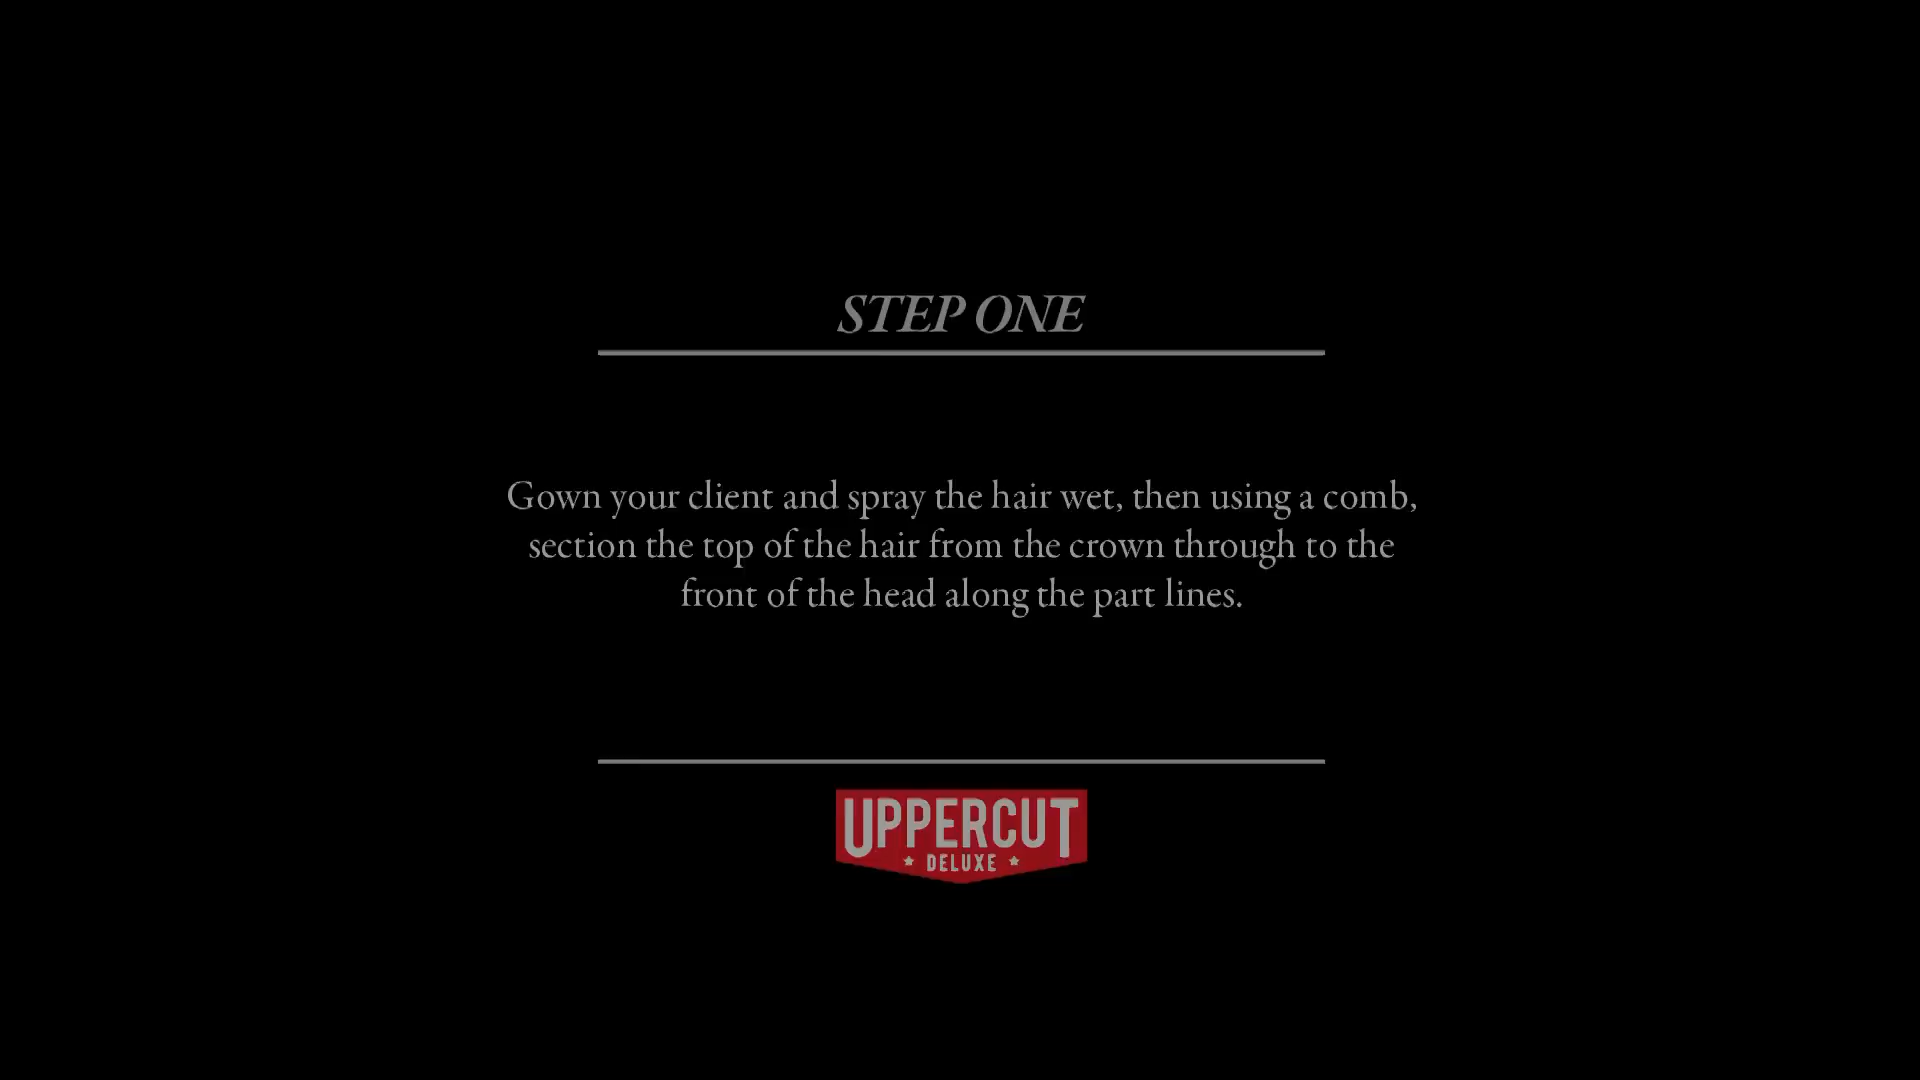 STEP ONE
Gown your client and spray the hair wet, then using a comb,
section the top of the hair from the crown through to the
front of the head along the part lines.
UPPERCUT
DELUXE